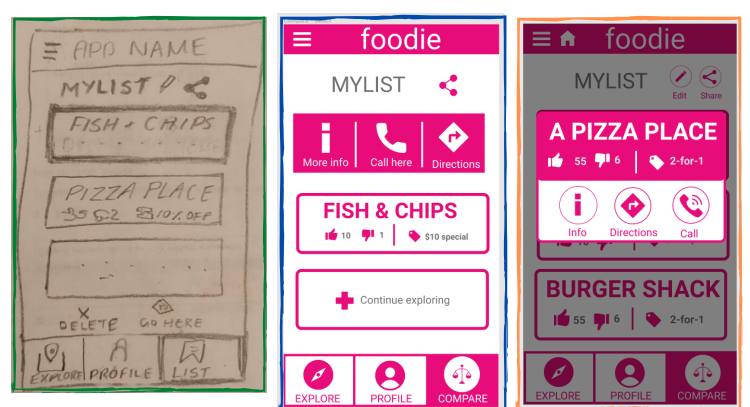 APP NAME
MYLIST
FISH & CHIPS
PIZZA PLACE
10% OFF
DELETE GO HERE
EXPLORE PROFILE LIST
foodie
MYLIST
More info Call here Directions
FISH & CHIPS
10 1 $10 special
Continue exploring
EXPLORE PROFILE COMPARE
foodie
MYLIST
Edit Share
A PIZZA PLACE
55 6 2-for-1
Info Directions Call
BURGER SHACK
55 6 2-for-1
EXPLORE PROFILE COMPARE